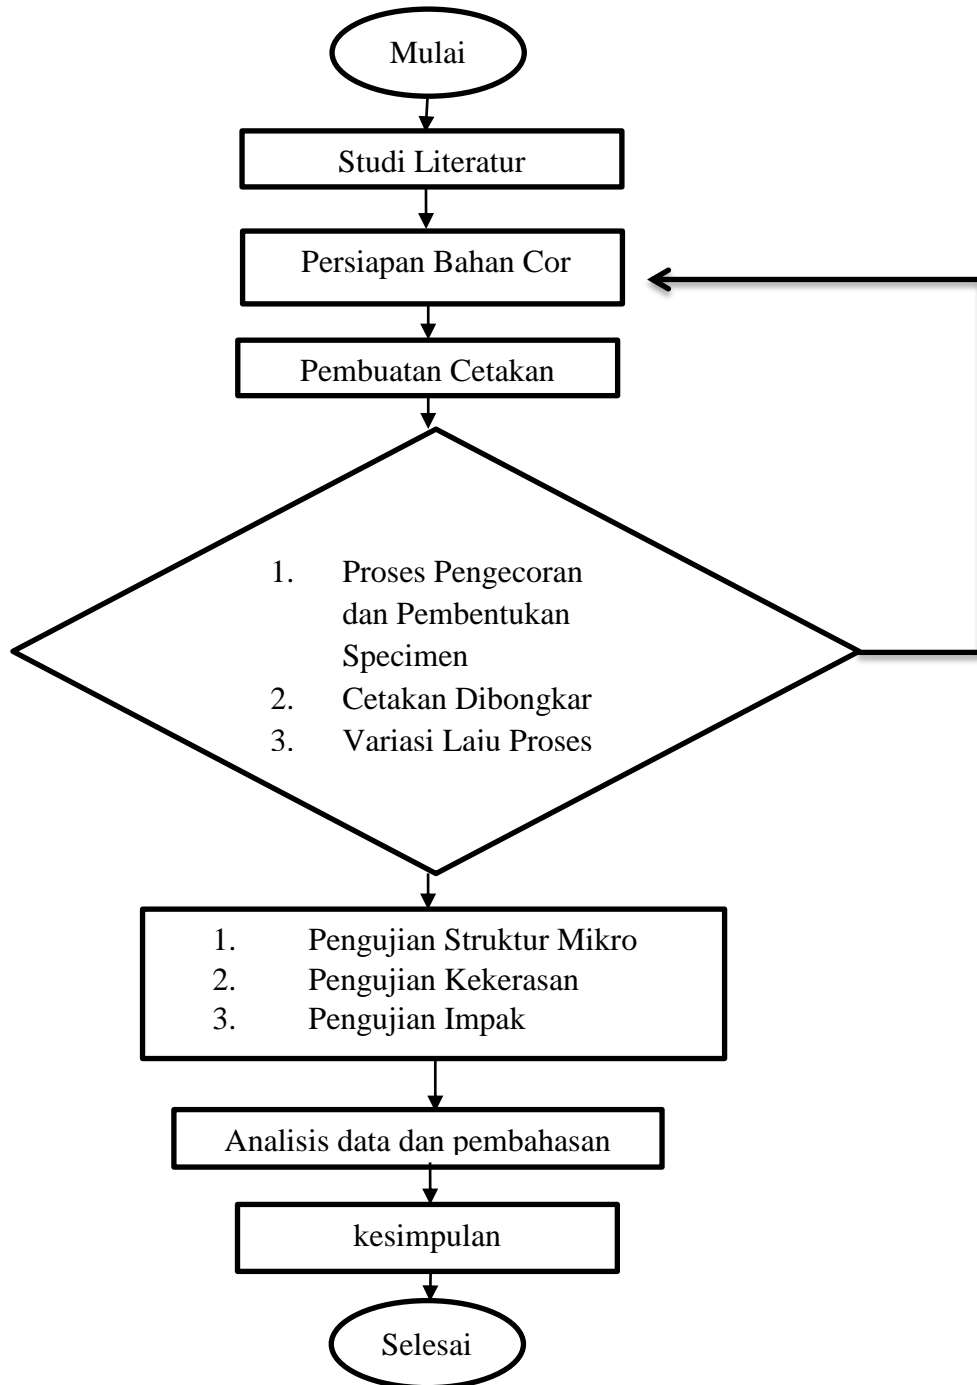 Mulai
Studi Literatur
Persiapan Bahan Cor
Pembuatan Cetakan
1. Proses Pengecoran
dan Pembentukan
Specimen
2. Cetakan Dibongkar
3. Variasi Laju Proses
1. Pengujian Struktur Mikro
2. Pengujian Kekerasan
3. Pengujian Impak
Analisis data dan pembahasan
kesimpulan
Selesai